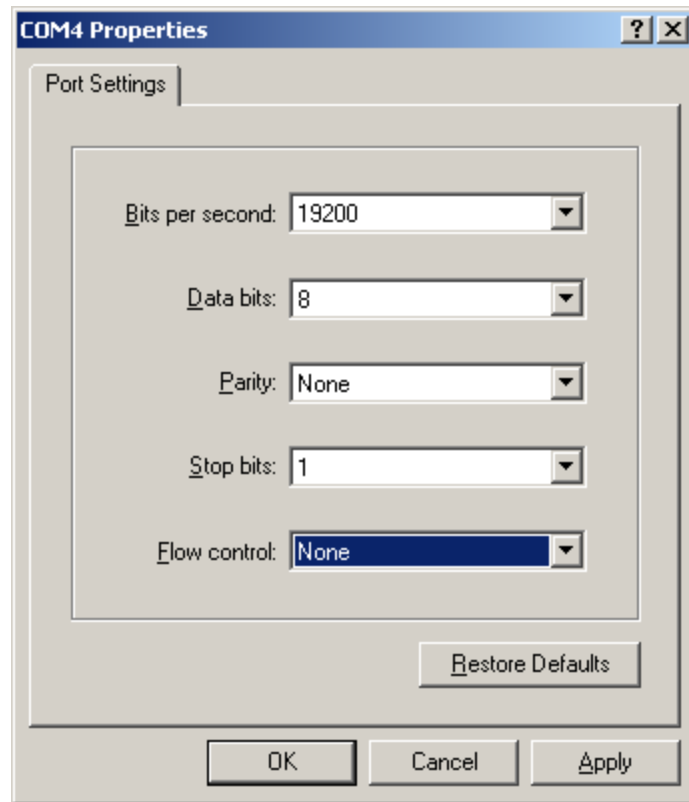 COM4 Properties
Port Settings
Bits per second: 19200
Data bits: 8
Parity: None
Stop bits: 1
Flow control: None
Restore Defaults
OK Cancel Apply